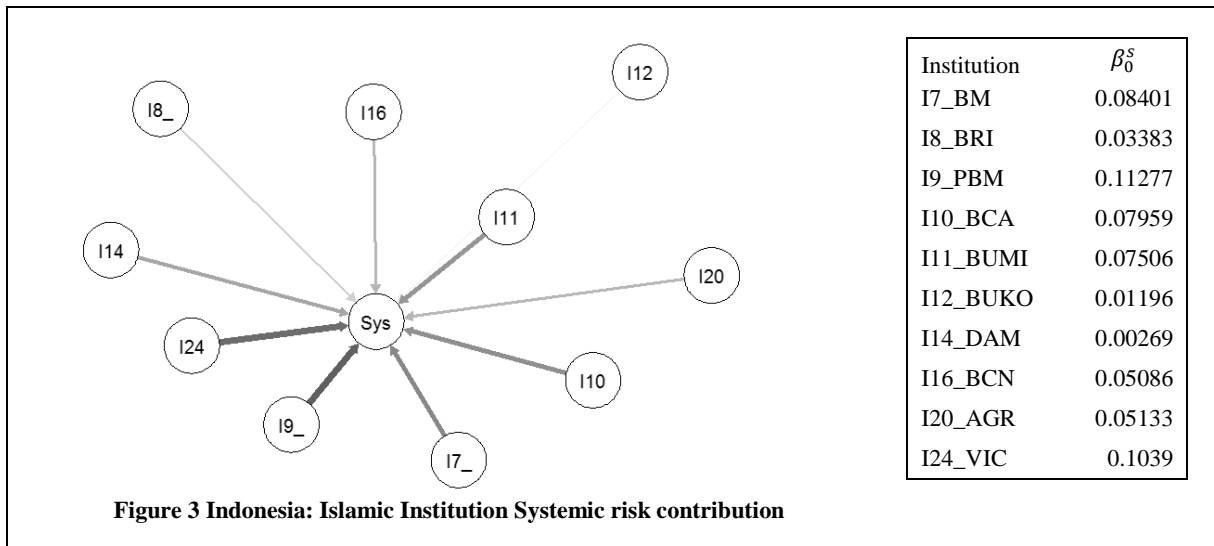 I12
I8_
I16
I11
I14
I20
Sys
I24
I10
I9_
I7_
Figure 3 Indonesia: Islamic Institution Systemic risk contribution
Institution β₀ˢ
I7_BM 0.08401
I8_BRI 0.03383
I9_PBM 0.11277
I10_BCA 0.07959
I11_BUMI 0.07506
I12_BUKO 0.01196
I14_DAM 0.00269
I16_BCN 0.05086
I20_AGR 0.05133
I24_VIC 0.1039